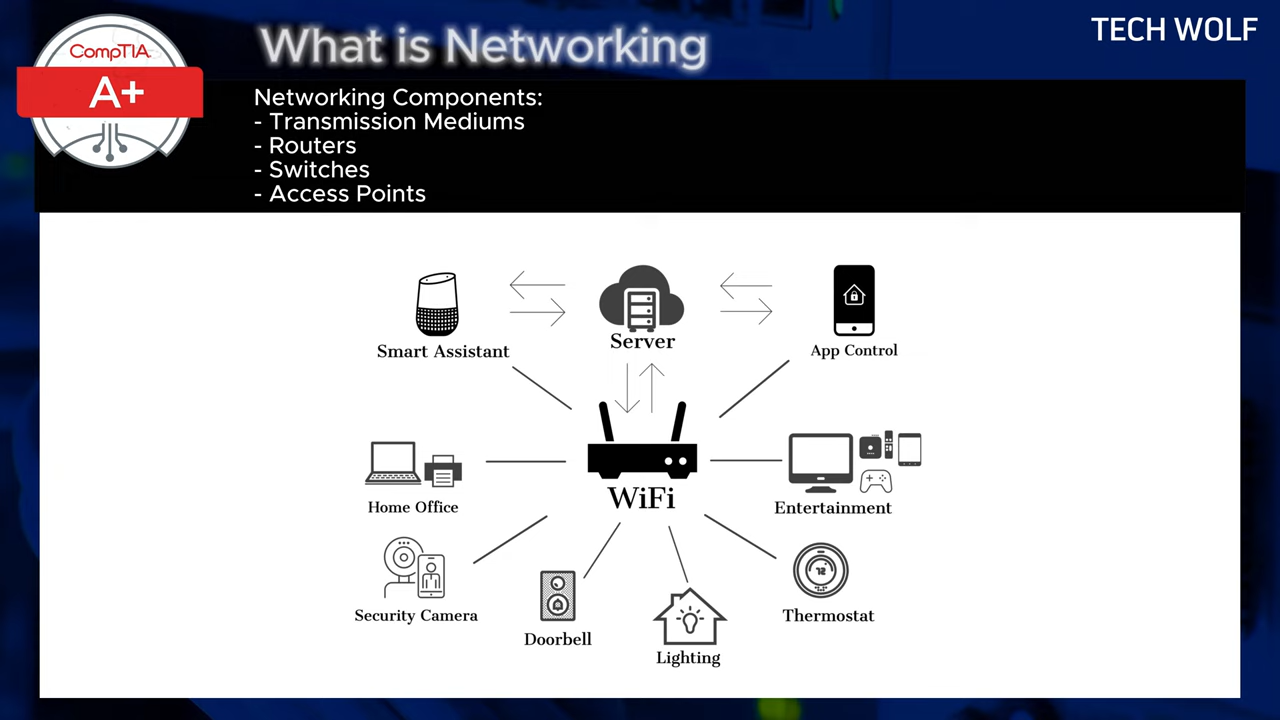 CompTIA.
A+
What is Networking
TECH WOLF
Networking Components:
- Transmission Mediums
- Routers
- Switches
- Access Points
Smart Assistant
Server
App Control
Home Office
WiFi
Entertainment
Security Camera
Doorbell
Lighting
Thermostat
72